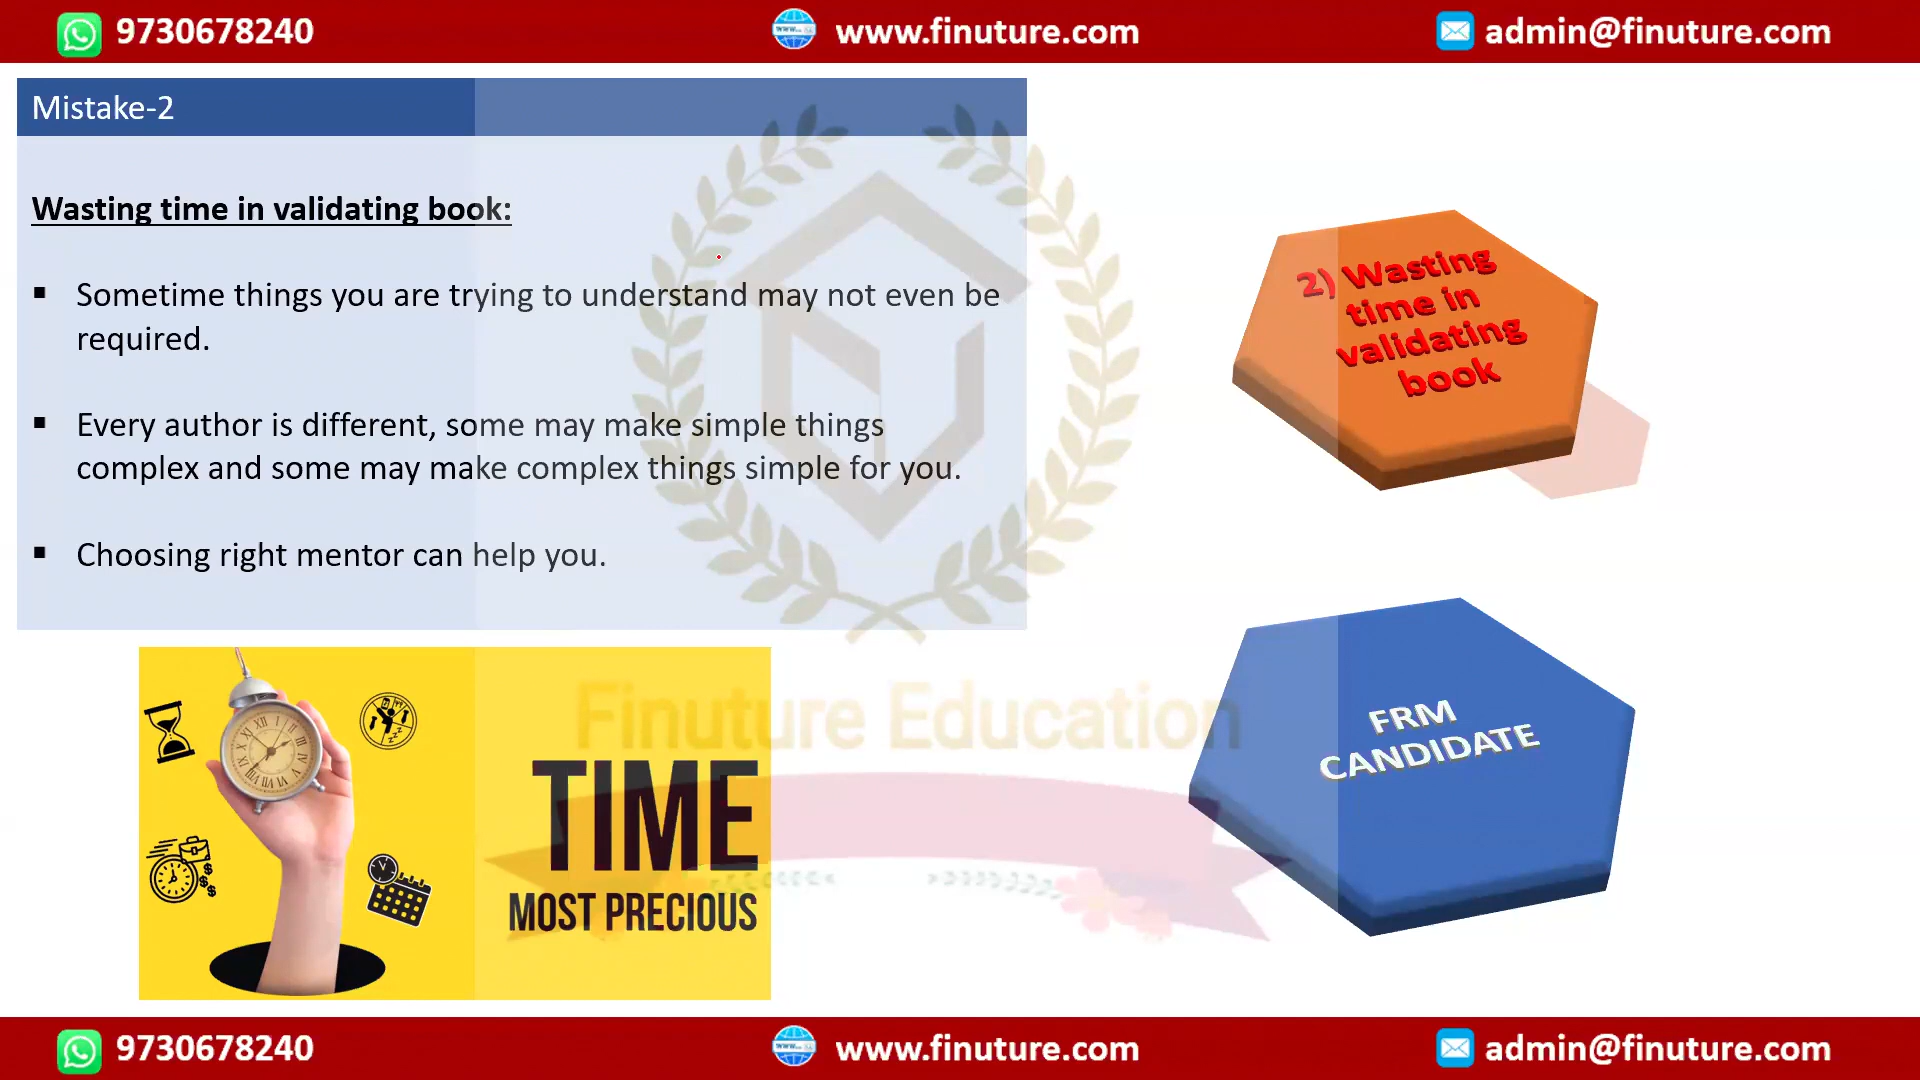 9730678240
www.finuture.com
admin@finuture.com
Mistake-2
Wasting time in validating book:
▪ Sometime things you are trying to understand may not even be
required.
▪ Every author is different, some may make simple things
complex and some may make complex things simple for you.
▪ Choosing right mentor can help you.
2) Wasting
time in
validating
book
FRM
CANDIDATE
Finuture Education
TIME
MOST PRECIOUS
9730678240
www.finuture.com
admin@finuture.com